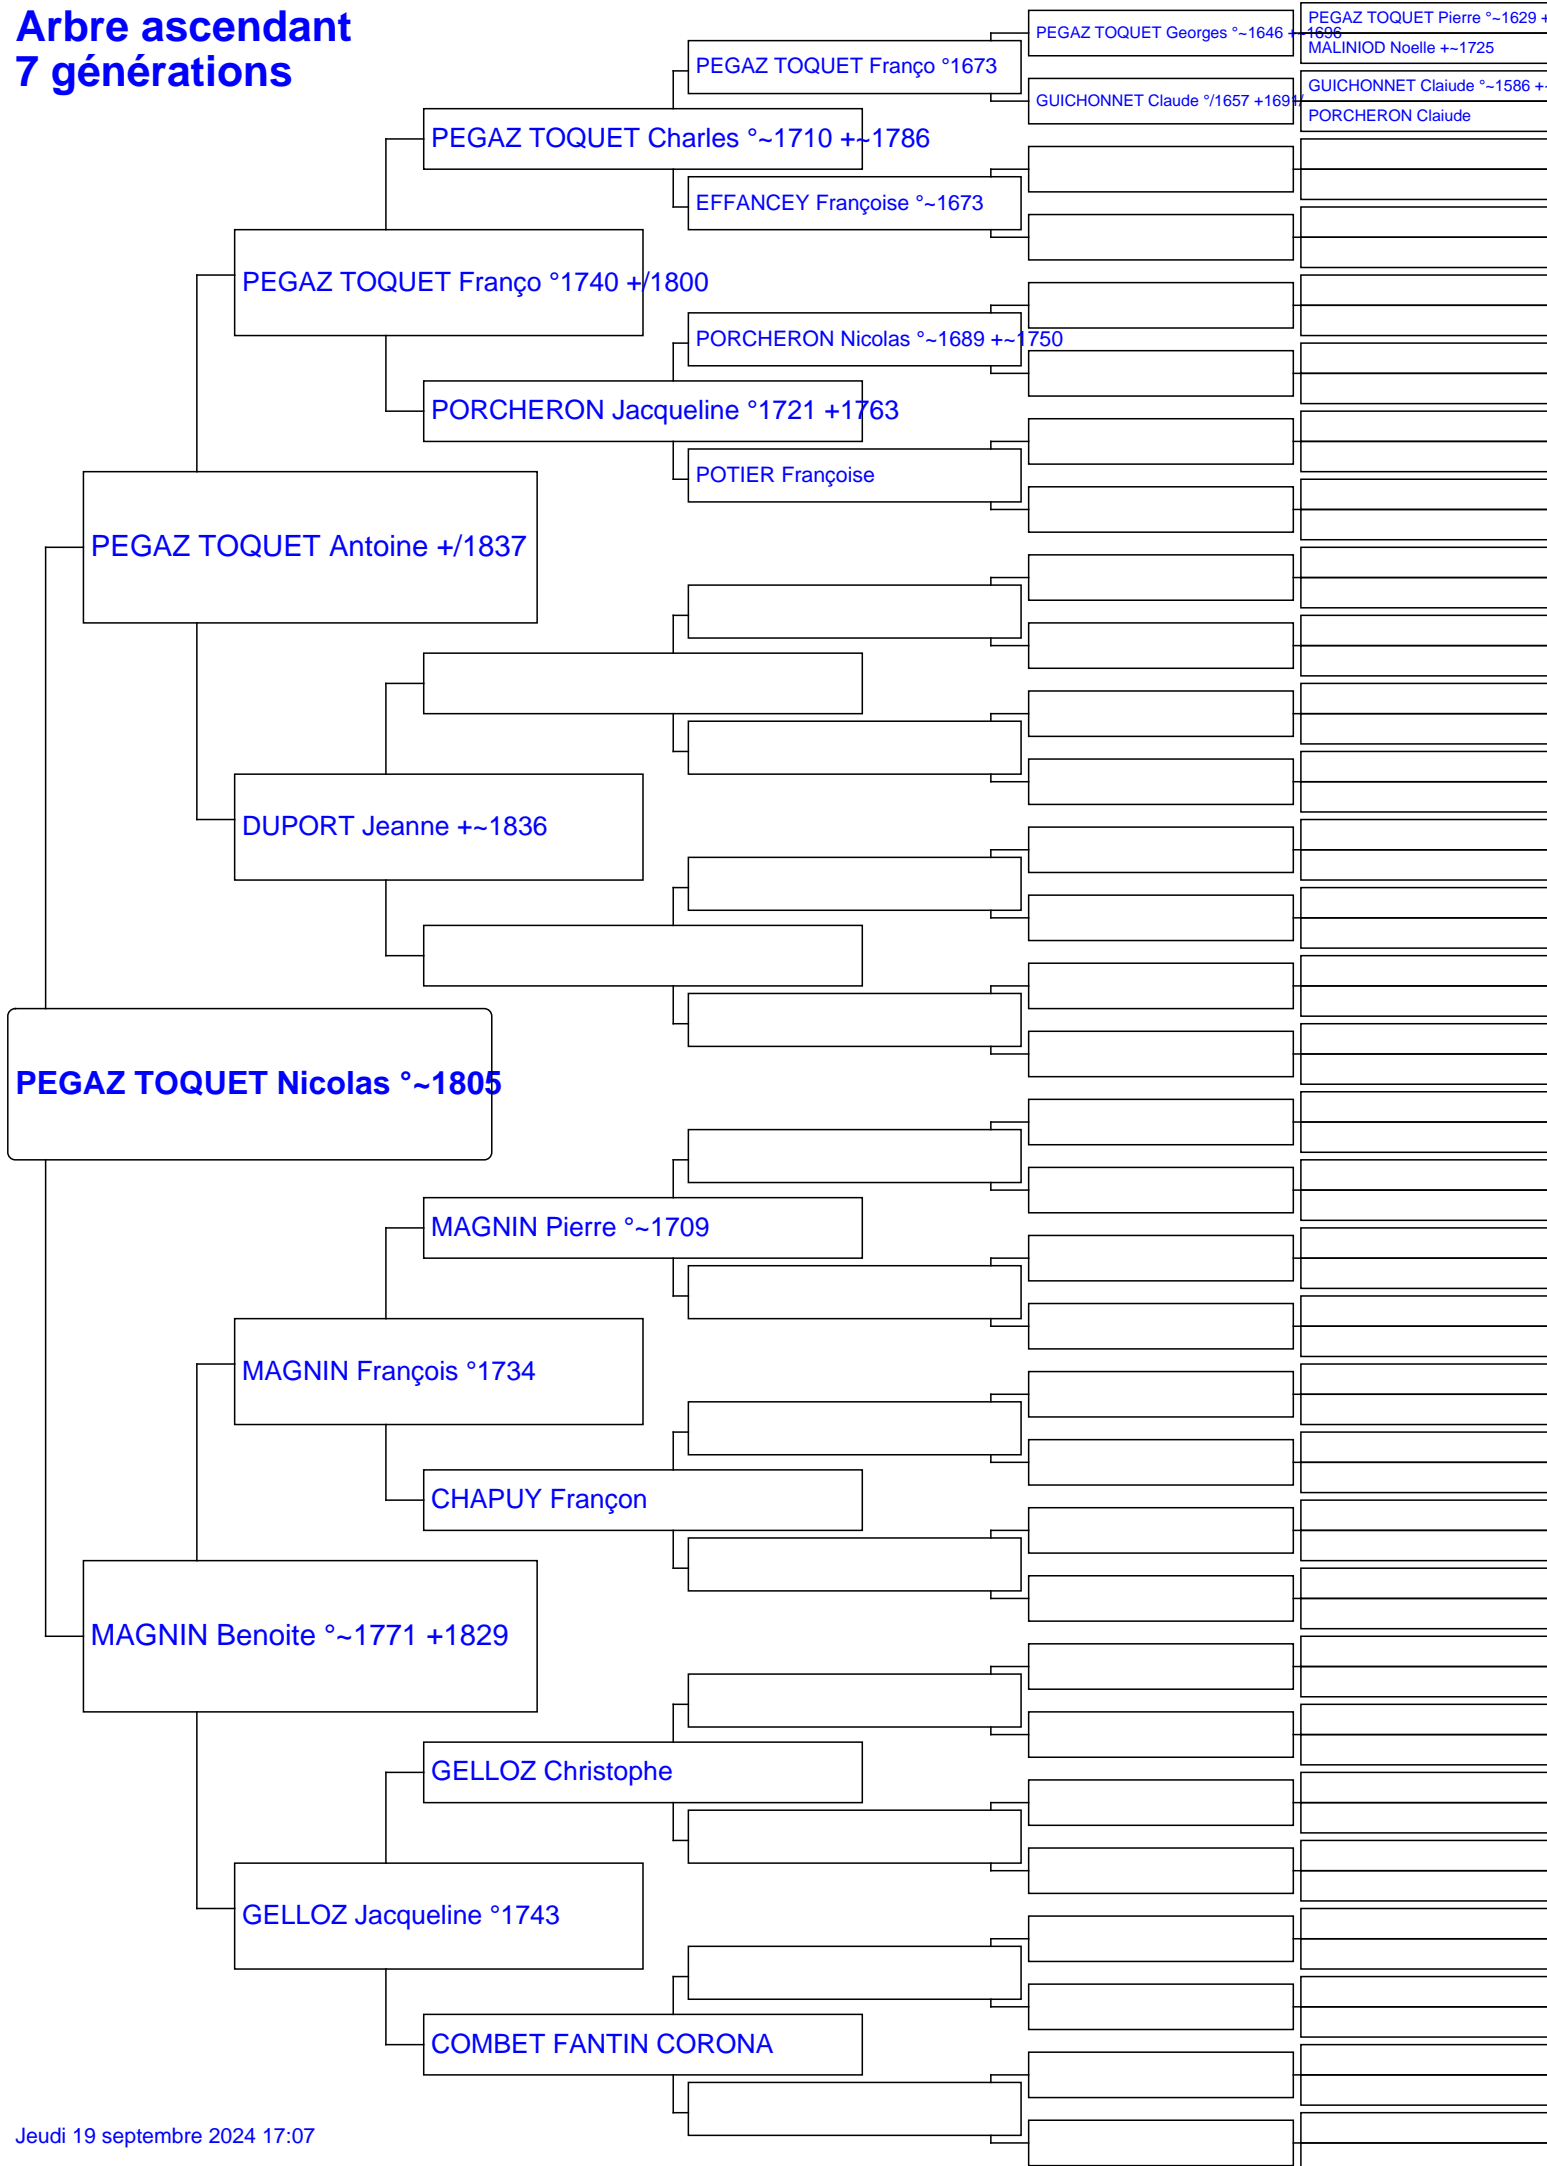 Arbre ascendant
7 générations
PEGAZ TOQUET Pierre °~1629 +
PEGAZ TOQUET Georges °~1646 +~1696
MALINIOD Noelle +~1725
PEGAZ TOQUET Franço °1673
GUICHONNET Claiude °~1586 +~
GUICHONNET Claude °/1657 +1691/
PORCHERON Claiude
PEGAZ TOQUET Charles °~1710 +~1786
EFFANCEY Françoise °~1673
PEGAZ TOQUET Franço °1740 +/1800
PORCHERON Nicolas °~1689 +~1750
PORCHERON Jacqueline °1721 +1763
POTIER Françoise
PEGAZ TOQUET Antoine +/1837
DUPORT Jeanne +~1836
PEGAZ TOQUET Nicolas °~1805
MAGNIN Pierre °~1709
MAGNIN François °1734
CHAPUY Françon
MAGNIN Benoite °~1771 +1829
GELLOZ Christophe
GELLOZ Jacqueline °1743
COMBET FANTIN CORONA
Jeudi 19 septembre 2024 17:07